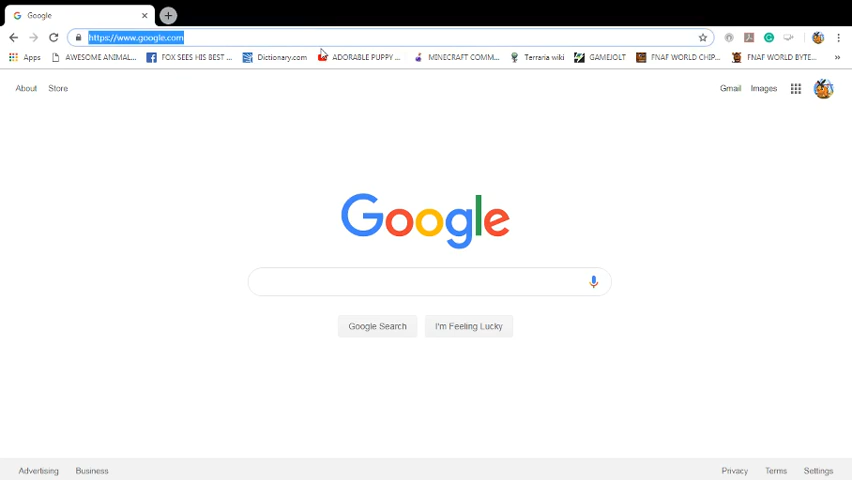 Google
https://www.google.com
Apps AWESOME ANIMAL... FOX SEES HIS BEST ... Dictionary.com ADORABLE PUPPY ... MINECRAFT COMM... Terraria wiki GAMEJOLT FNAF WORLD CHIP... FNAF WORLD BYTE... »
About Store Gmail Images
Google
Google Search I'm Feeling Lucky
Advertising Business Privacy Terms Settings